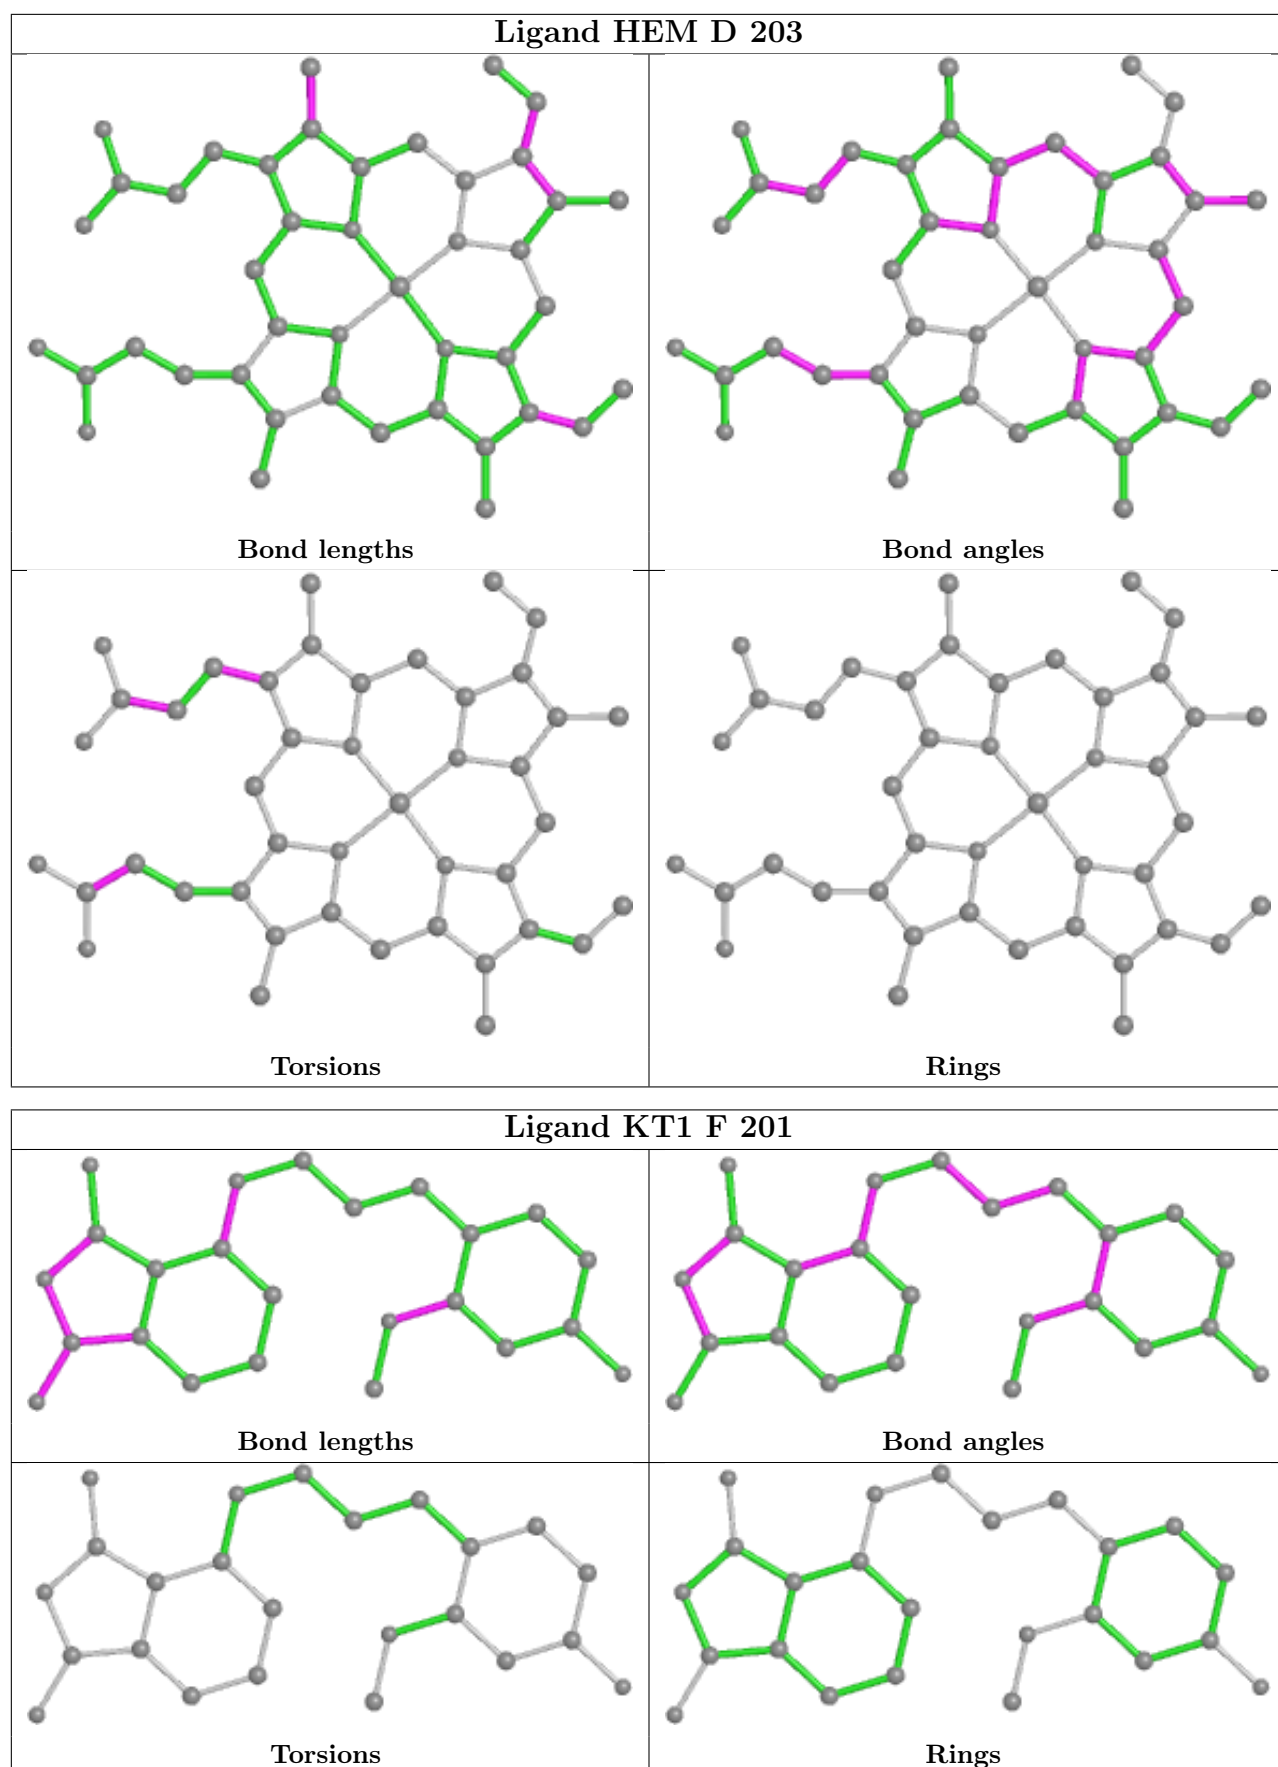 Ligand HEM D 203
Bond lengths
Bond angles
Torsions
Rings
Ligand KT1 F 201
Bond lengths
Bond angles
Torsions
Rings